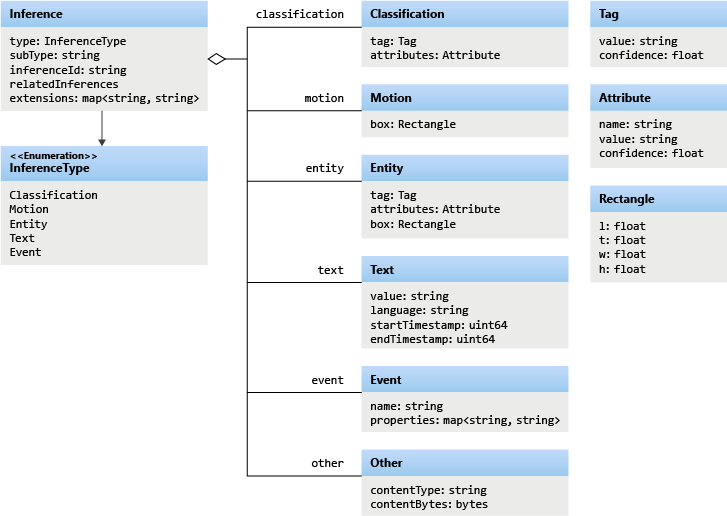 Inference
type: InferenceType
subType: string
inferenceId: string
relatedInferences
extensions: map<string, string>
<<Enumeration>>
InferenceType
Classification
Motion
Entity
Text
Event
classification
Classification
tag: Tag
attributes: Attribute
motion
Motion
box: Rectangle
entity
Entity
tag: Tag
attributes: Attribute
box: Rectangle
text
Text
value: string
language: string
startTimestamp: uint64
endTimestamp: uint64
event
Event
name: string
properties: map<string, string>
other
Other
contentType: string
contentBytes: bytes
Tag
value: string
confidence: float
Attribute
name: string
value: string
confidence: float
Rectangle
l: float
t: float
w: float
h: float